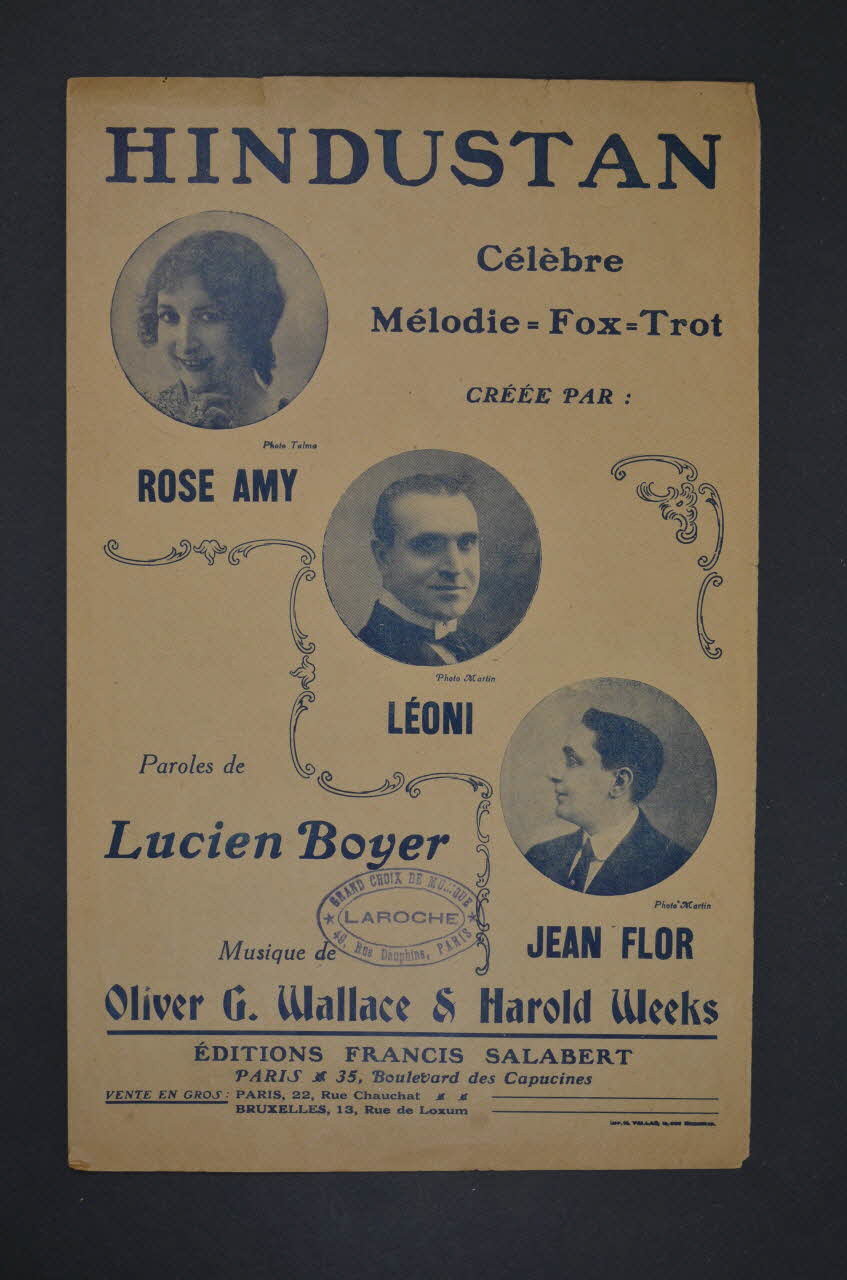 HINDUSTAN
Célèbre
Mélodie = Fox = Trot
CRÉÉE PAR :
Photo Talma
ROSE AMY
Photo Martin
LÉONI
Paroles de
Lucien Boyer
Photo Martin
JEAN FLOR
GRAND CHOIX DE MUSIQUE
LAROCHE
49, Rue Dauphine, PARIS
Musique de
Oliver G. Wallace & Harold Weeks
ÉDITIONS FRANCIS SALABERT
PARIS 35, Boulevard des Capucines
VENTE EN GROS : PARIS, 22, Rue Chauchat
BRUXELLES, 13, Rue de Loxum